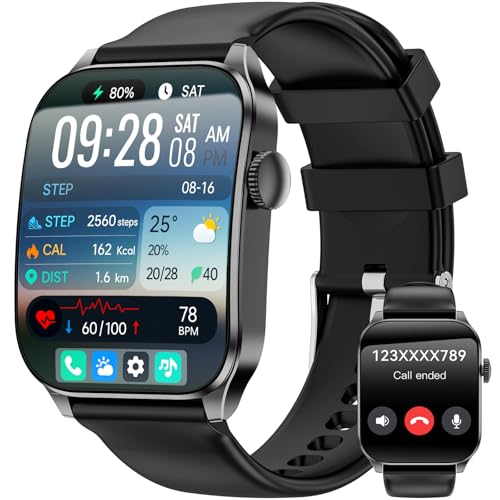 80% SAT
09:28 SAT AM
08 PM
STEP 08-16
STEP 2560 steps
CAL 162 Kcal
DIST 1.6 km
25°
20%
20/28 40
60/100 78
BPM
123XXXX789
Call ended